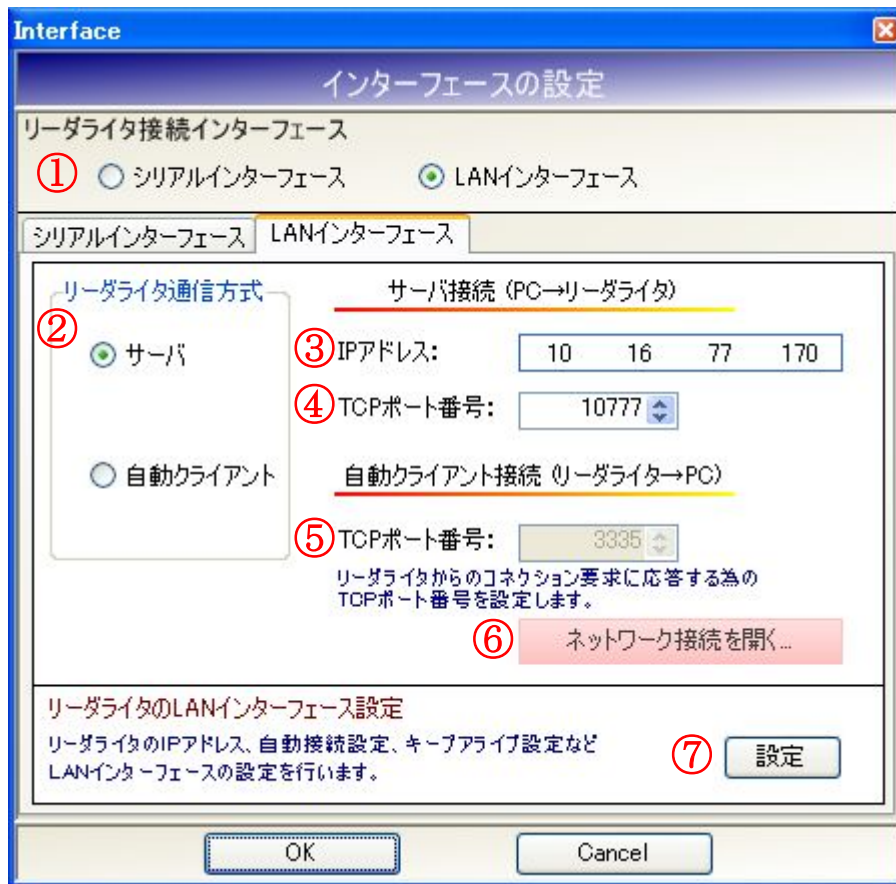 Interface
インターフェースの設定
リーダライタ接続インターフェース
① シリアルインターフェース LANインターフェース
シリアルインターフェース LANインターフェース
リーダライタ通信方式
②
サーバ
自動クライアント
サーバ接続 (PC→リーダライタ)
③ IPアドレス: 10 16 77 170
④ TCPポート番号: 10777
自動クライアント接続 (リーダライタ→PC)
⑤ TCPポート番号: 3335
リーダライタからのコネクション要求に応答する為の
TCPポート番号を設定します。
⑥ ネットワーク接続を開く...
リーダライタのLANインターフェース設定
リーダライタのIPアドレス、自動接続設定、キープアライブ設定など
LANインターフェースの設定を行います。
⑦ 設定
OK Cancel